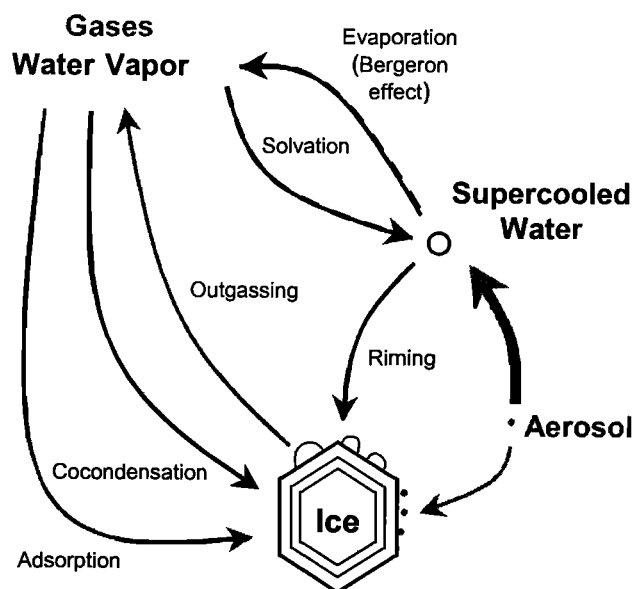 Gases
Water Vapor
Evaporation
(Bergeron
effect)
Solvation
Supercooled
Water
Outgassing
Riming
Aerosol
Cocondensation
Ice
Adsorption